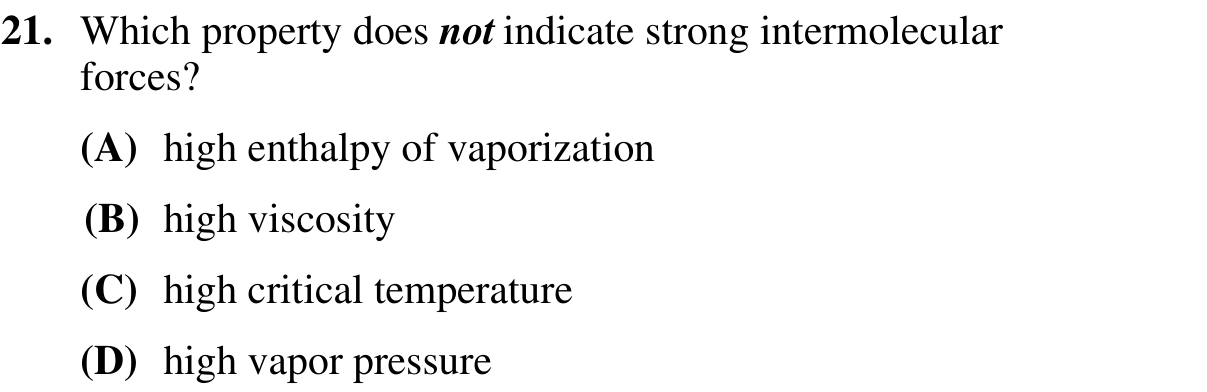 21. Which property does not indicate strong intermolecular
forces?
(A) high enthalpy of vaporization
(B) high viscosity
(C) high critical temperature
(D) high vapor pressure